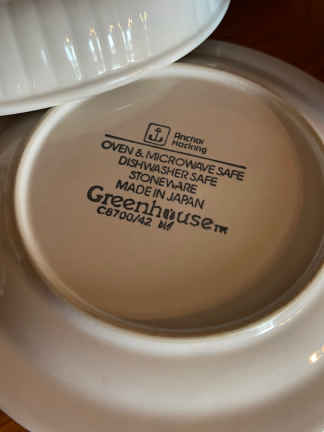 Anchor
Hocking
OVEN & MICROWAVE SAFE
DISHWASHER SAFE
STONEWARE
MADE IN JAPAN
Greenhouse™
C8700/42